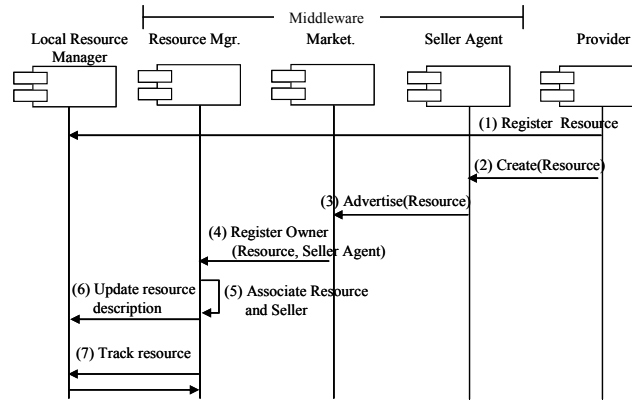 Middleware
Local Resource
Manager
Resource Mgr.
Market.
Seller Agent
Provider
(1) Register Resource
(2) Create(Resource)
(3) Advertise(Resource)
(4) Register Owner
(Resource, Seller Agent)
(5) Associate Resource
and Seller
(6) Update resource
description
(7) Track resource